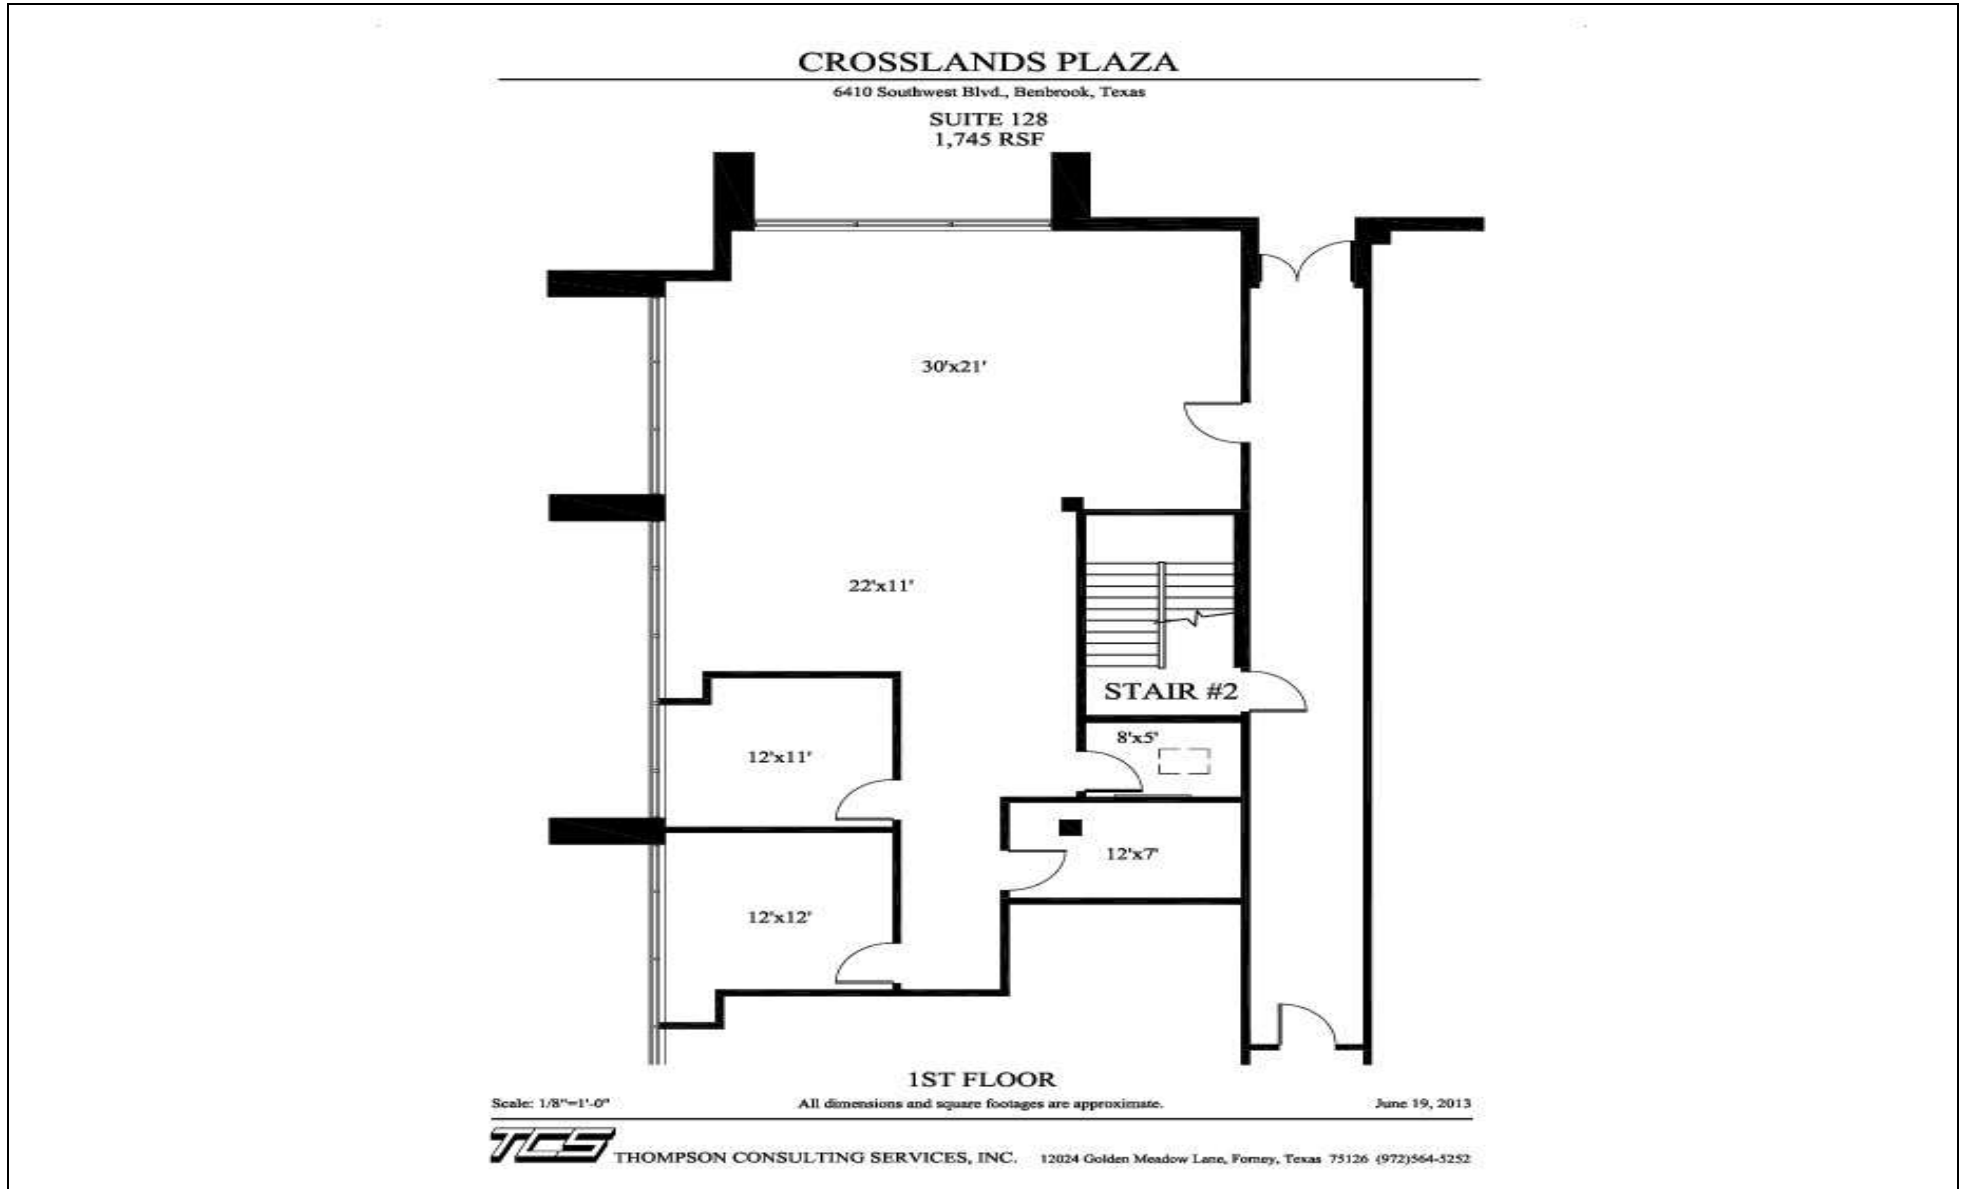 CROSSLANDS PLAZA
6410 Southwest Blvd., Benbrook, Texas
SUITE 128
1,745 RSF
30'x21'
22'x11'
STAIR #2
8'x5'
12'x11'
12'x7'
12'x12'
1ST FLOOR
Scale: 1/8"=1'-0" All dimensions and square footages are approximate. June 19, 2013
TCS THOMPSON CONSULTING SERVICES, INC. 12024 Golden Meadow Lane, Forney, Texas 75126 (972)564-5252